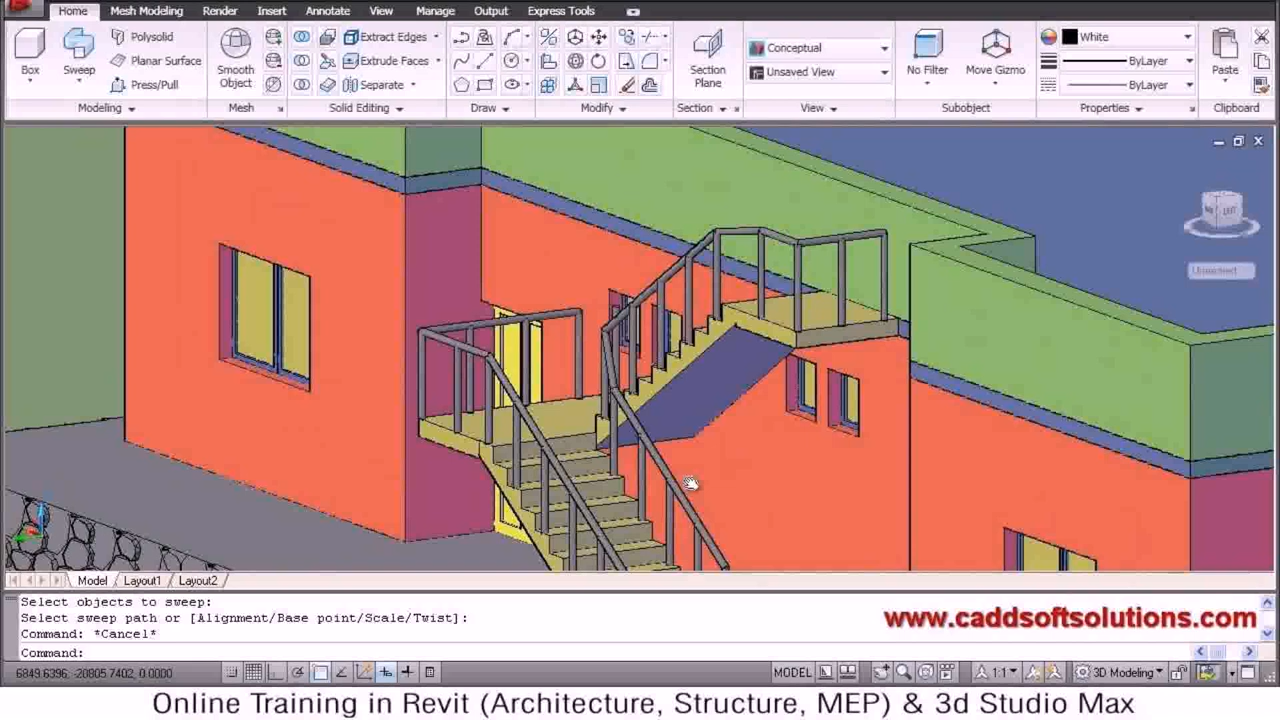 Home Mesh Modeling Render Insert Annotate View Manage Output Express Tools
Box
Sweep
Polysolid
Planar Surface
Press/Pull
Smooth
Object
Extract Edges
Extrude Faces
Separate
Section
Plane
Conceptual
Unsaved View
No Filter
Move Gizmo
White
ByLayer
ByLayer
Paste
Modeling Mesh Solid Editing Draw Modify Section View Subobject Properties Clipboard
LEFT
Unnamed
Model Layout1 Layout2
Select objects to sweep:
Select sweep path or [Alignment/Base point/Scale/Twist]:
Command: *Cancel*
Command:
www.caddsoftsolutions.com
6849.6396, -20805.7402, 0.0000 MODEL 1:1 3D Modeling
Online Training in Revit (Architecture, Structure, MEP) & 3d Studio Max